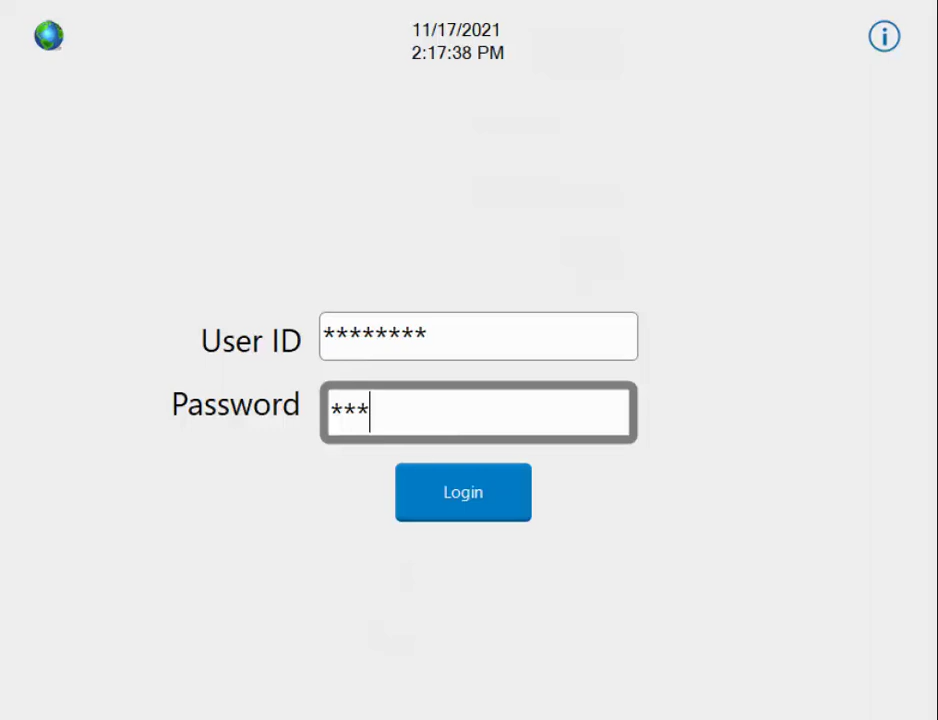 11/17/2021
2:17:38 PM
User ID ********
Password ***
Login